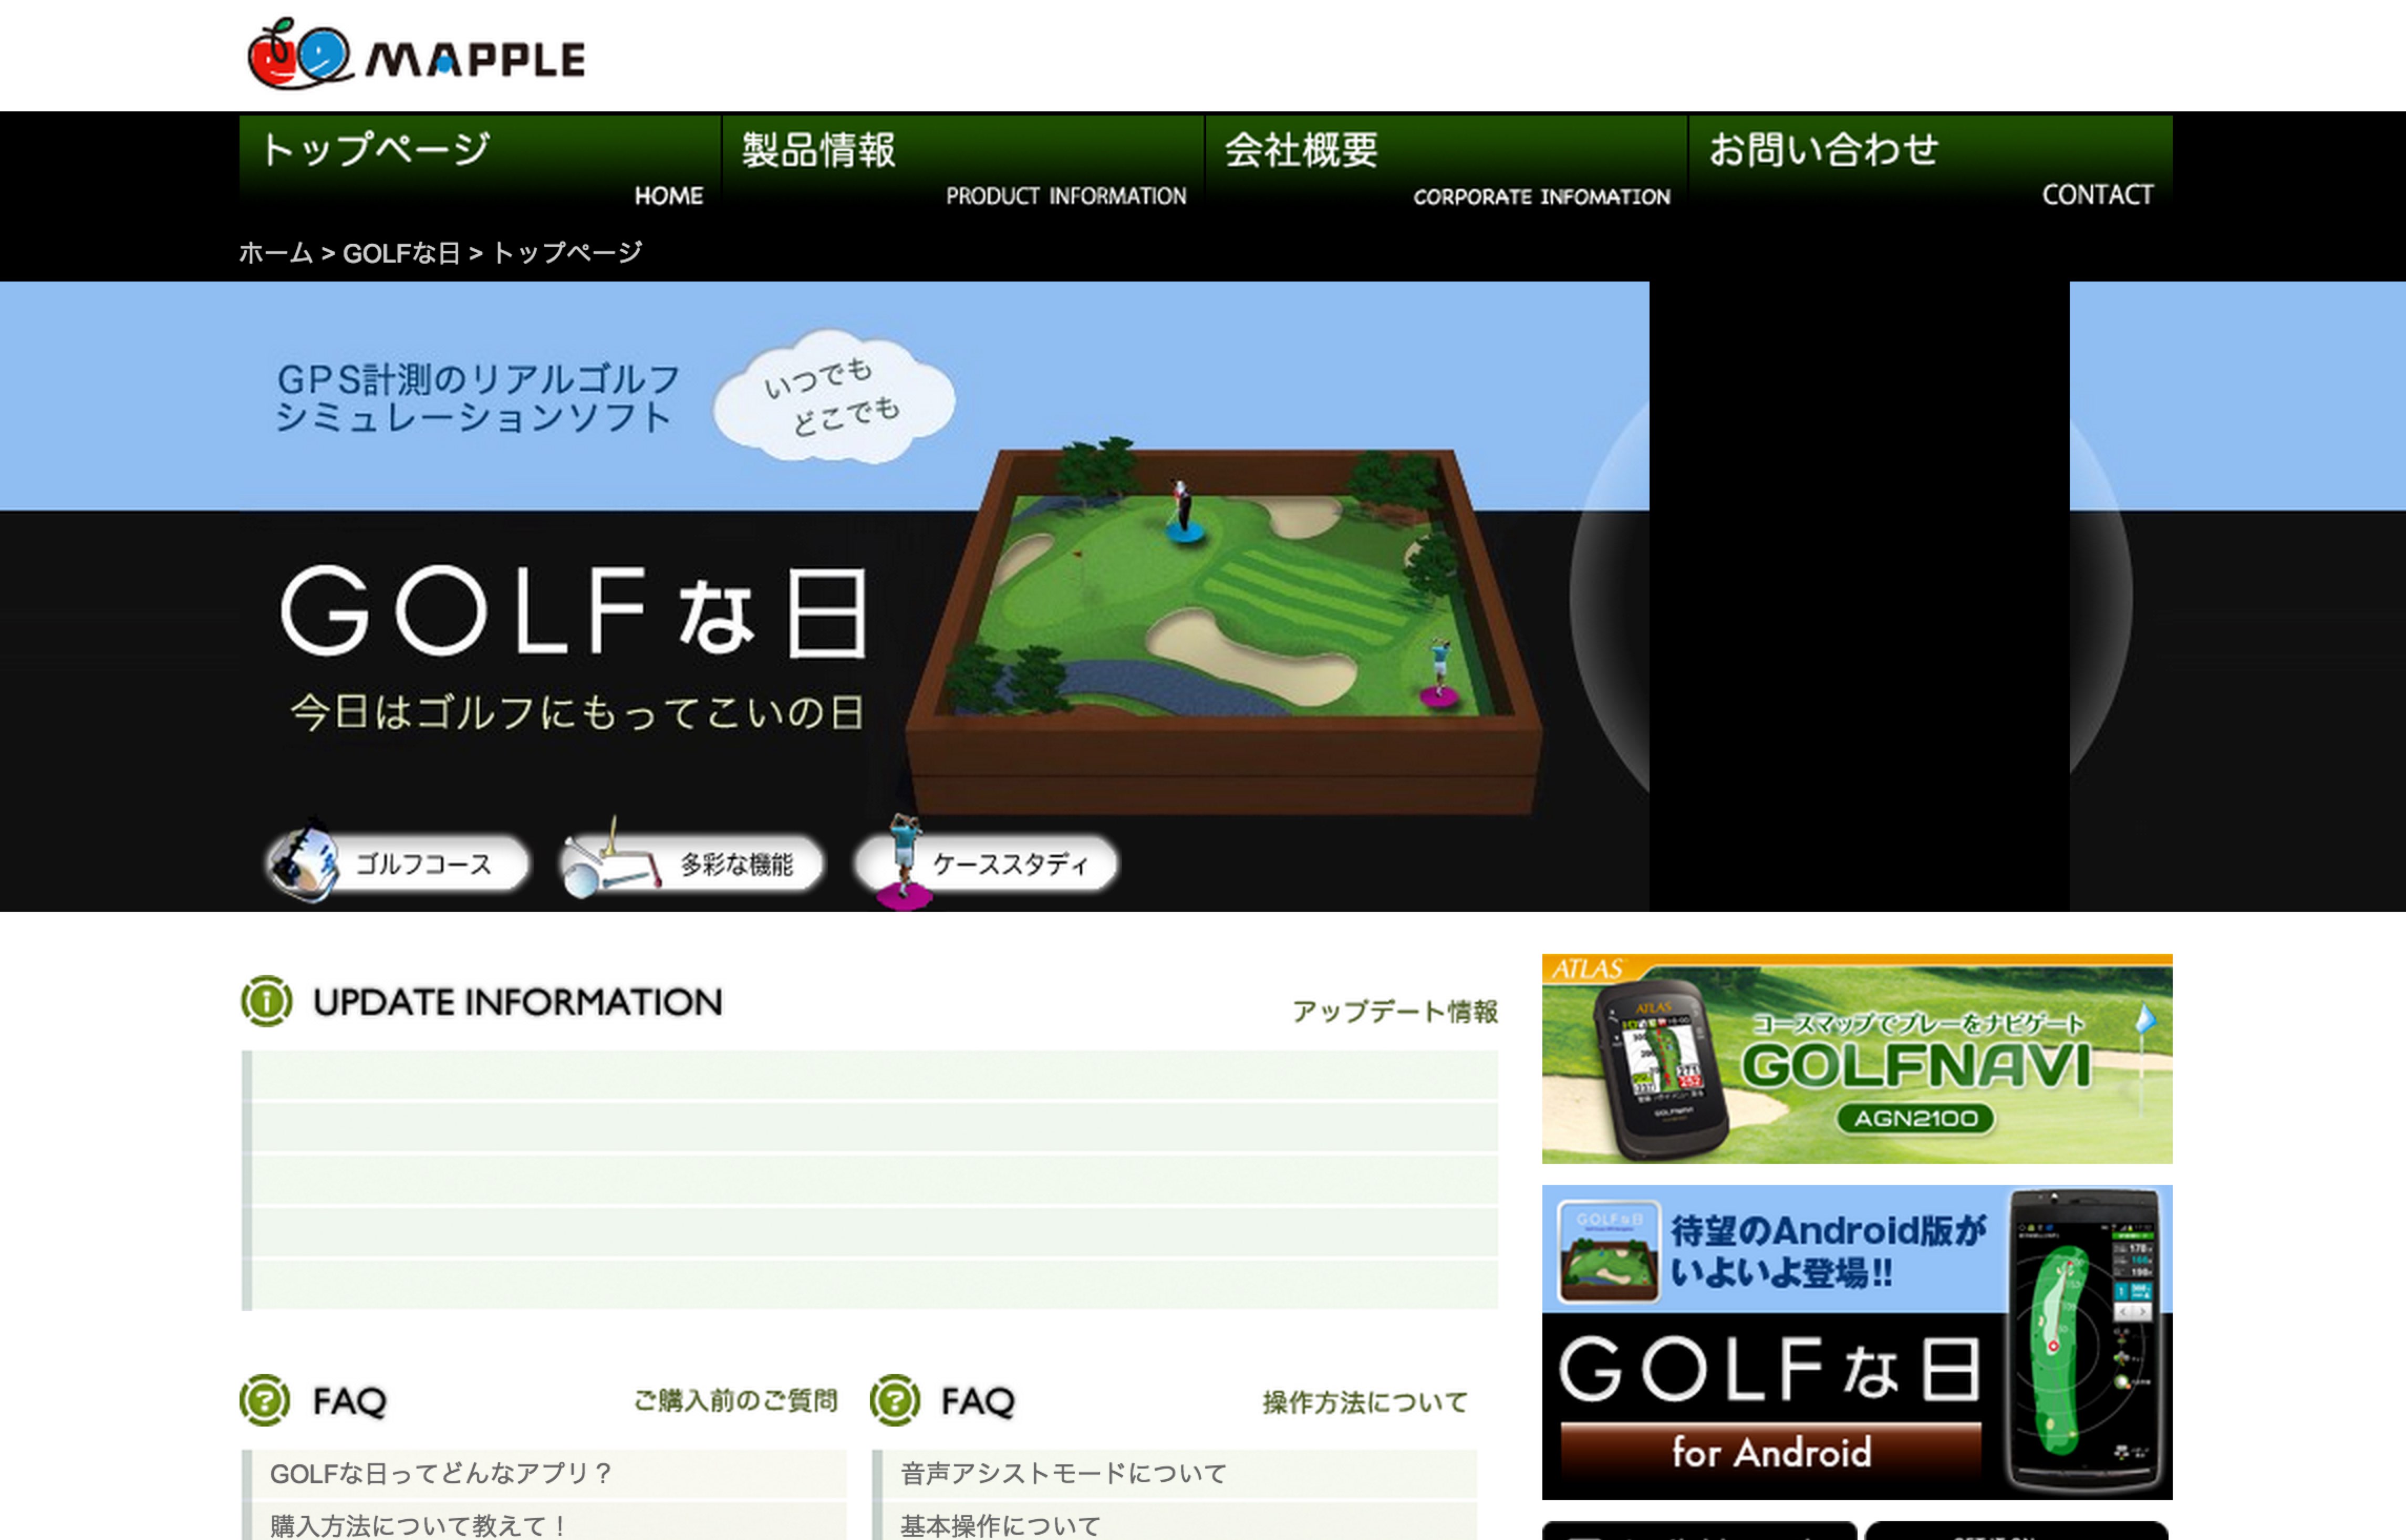 MAPPLE
トップページ
HOME
製品情報
PRODUCT INFORMATION
会社概要
CORPORATE INFOMATION
お問い合わせ
CONTACT
ホーム > GOLFな日 > トップページ
GPS計測のリアルゴルフ
シミュレーションソフト
いつでも
どこでも
GOLFな日
今日はゴルフにもってこいの日
ゴルフコース
多彩な機能
ケーススタディ
UPDATE INFORMATION
アップデート情報
FAQ
ご購入前のご質問
GOLFな日ってどんなアプリ？
購入方法について教えて！
FAQ
操作方法について
音声アシストモードについて
基本操作について
ATLAS
ATLAS
コースマップでプレーをナビゲート
GOLFNAVI
AGN2100
GOLFな日
待望のAndroid版が
いよいよ登場!!
GOLFな日
for Android